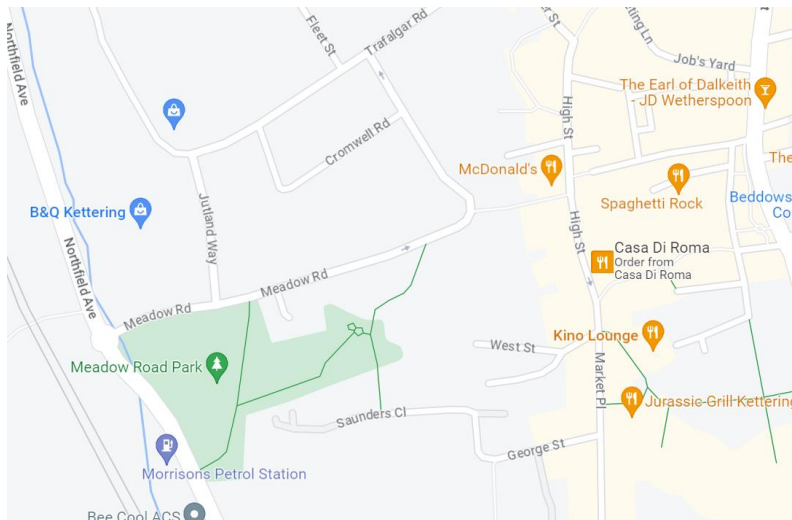 Northfield Ave
Fleet St
Trafalgar Rd
Job's Yard
The Earl of Dalkeith
- JD Wetherspoon
High St
Cromwell Rd
McDonald's
Spaghetti Rock
The
Beddows
Co
B&Q Kettering
Jutland Way
High St
Northfield Ave
Casa Di Roma
Order from
Casa Di Roma
Meadow Rd
Meadow Rd
Kino Lounge
West St
Market Pl
Meadow Road Park
Jurassic Grill Kettering
Saunders Cl
George St
Morrisons Petrol Station
Bee Cool ACS